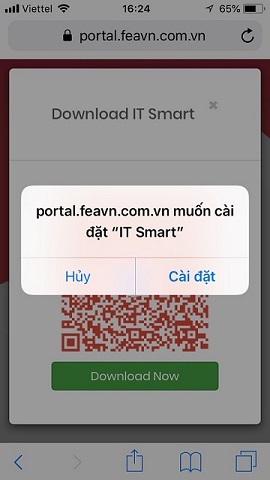 Viettel 16:24 65%
portal.feavn.com.vn
Download IT Smart ×
portal.feavn.com.vn muốn cài
đặt “IT Smart”
Hủy Cài đặt
Download Now